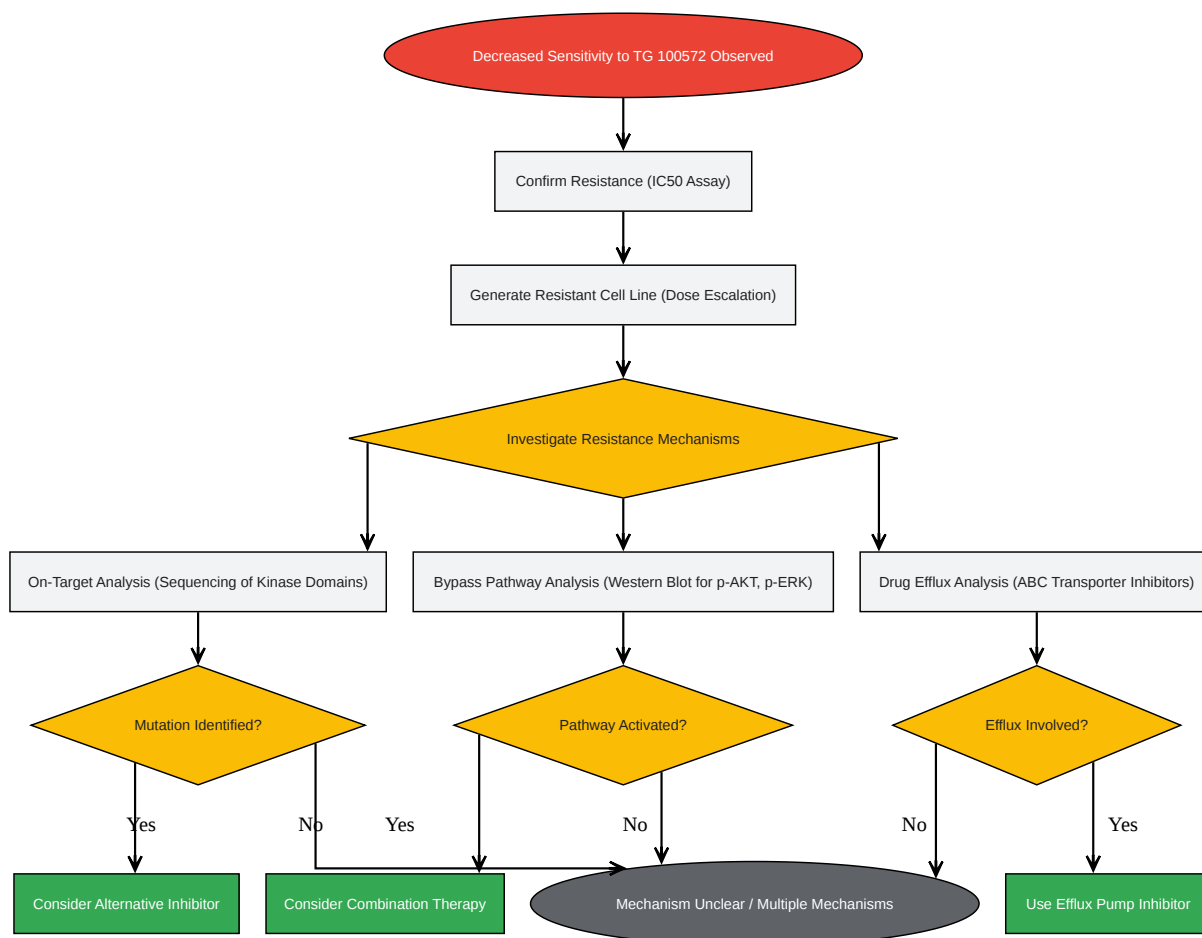 Decreased Sensitivity to TG 100572 Observed
Confirm Resistance (IC50 Assay)
Generate Resistant Cell Line (Dose Escalation)
Investigate Resistance Mechanisms
On-Target Analysis (Sequencing of Kinase Domains)
Bypass Pathway Analysis (Western Blot for p-AKT, p-ERK)
Drug Efflux Analysis (ABC Transporter Inhibitors)
Mutation Identified?
Pathway Activated?
Efflux Involved?
Yes
No
Yes
No
No
Yes
Consider Alternative Inhibitor
Consider Combination Therapy
Mechanism Unclear / Multiple Mechanisms
Use Efflux Pump Inhibitor